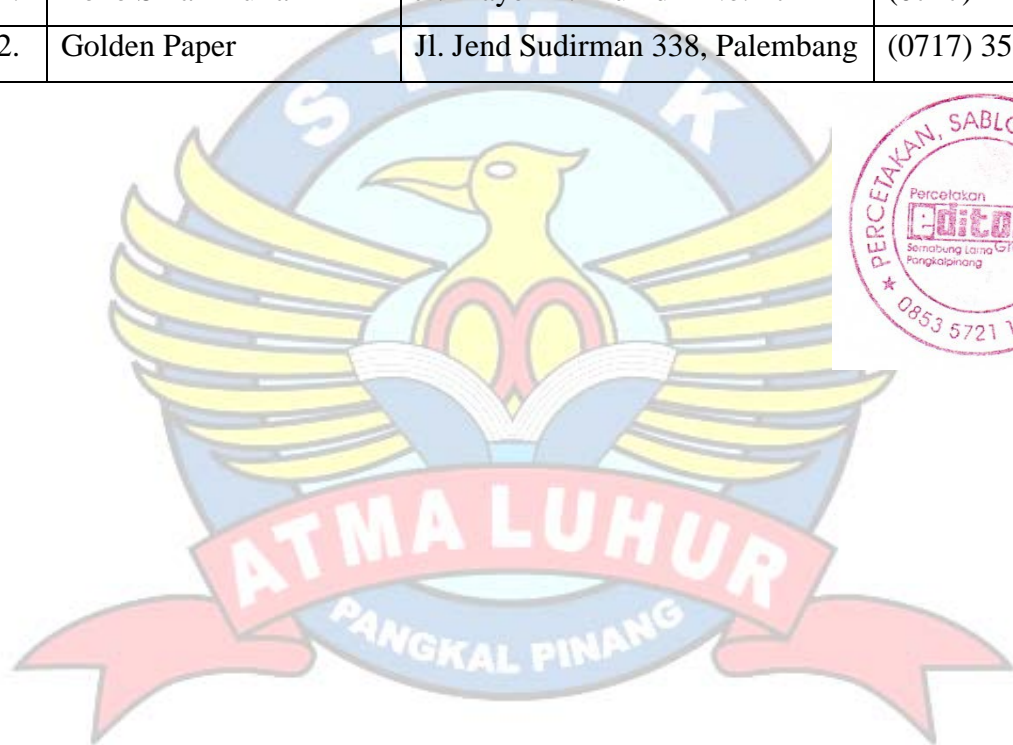 2. Golden Paper Jl. Jend Sudirman 338, Palembang (0717) 35
STMIK
PERCETAKAN,
Percetakan
Semabung Lama
Pangkalpinang
0853 5721
ATMA LUHUR
PANGKAL PINANG